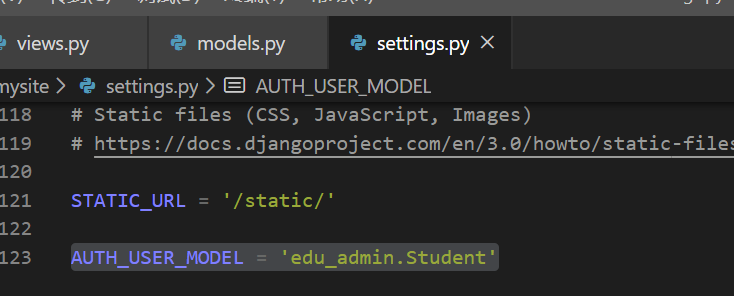 views.py
models.py
settings.py
mysite > settings.py > AUTH_USER_MODEL
118 # Static files (CSS, JavaScript, Images)
119 # https://docs.djangoproject.com/en/3.0/howto/static-files
120
121 STATIC_URL = '/static/'
122
123 AUTH_USER_MODEL = 'edu_admin.Student'